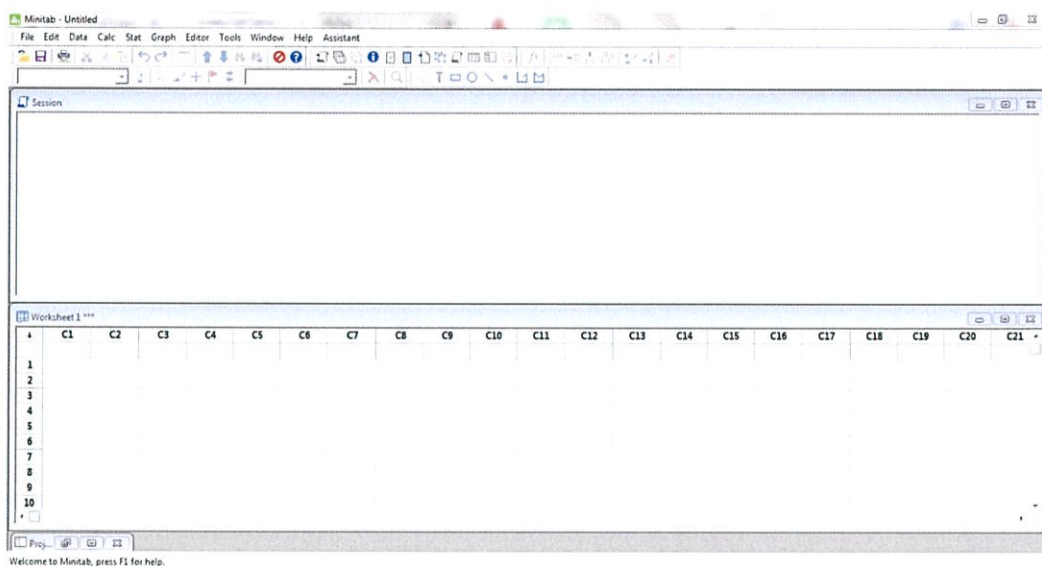 Minitab - Untitled
File Edit Data Calc Stat Graph Editor Tools Window Help Assistant
Session
Worksheet 1 ***
C1 C2 C3 C4 C5 C6 C7 C8 C9 C10 C11 C12 C13 C14 C15 C16 C17 C18 C19 C20 C21
1
2
3
4
5
6
7
8
9
10
Proj...
Welcome to Minitab, press F1 for help.